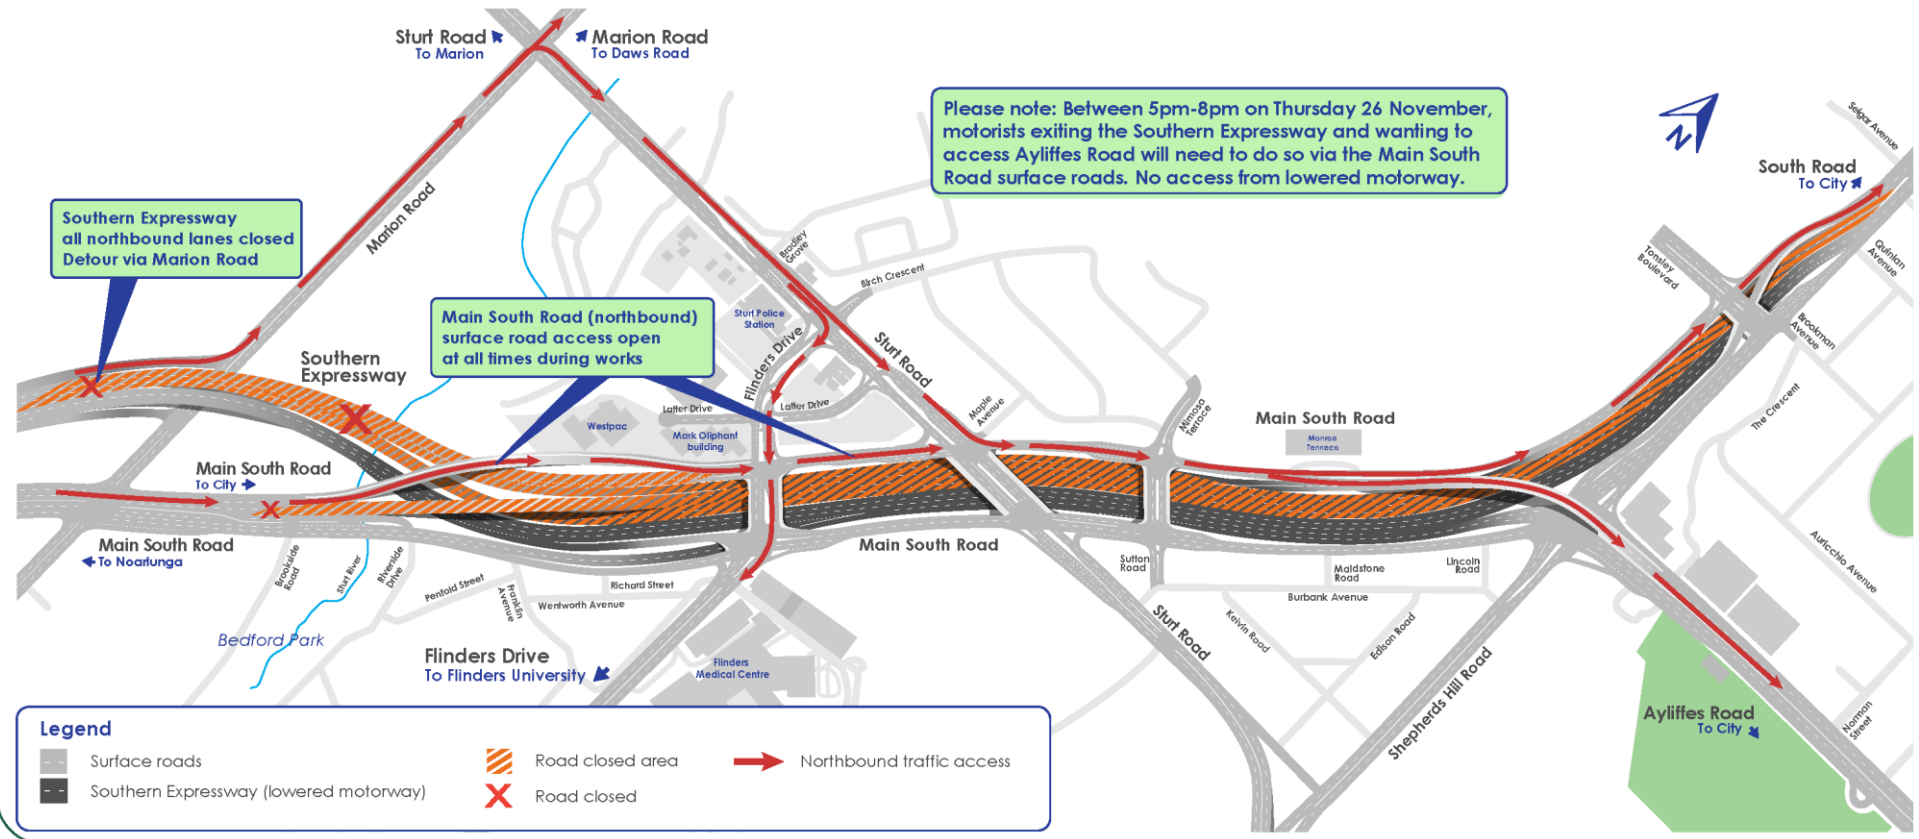 Sturt Road
To Marion
Marion Road
To Daws Road
Please note: Between 5pm-8pm on Thursday 26 November,
motorists exiting the Southern Expressway and wanting to
access Ayliffes Road will need to do so via the Main South
Road surface roads. No access from lowered motorway.
N
Selgar Avenue
South Road
To City
Southern Expressway
all northbound lanes closed
Detour via Marion Road
Marion Road
Bradley
Grove
Birch Crescent
Tonsley
Boulevard
Quinlan
Avenue
Main South Road (northbound)
surface road access open
at all times during works
Sturt Police
Station
Flinders Drive
Sturt Road
Brookman
Avenue
Southern
Expressway
Laffer Drive
Laffer Drive
Maple
Avenue
Mimosa
Terrace
The Crescent
Westpac
Mark Oliphant
building
Main South Road
Monroe
Tenneco
Main South Road
To City
Main South Road
To Noarlunga
Main South Road
Brookside
Road
Sturt River
Riverside
Drive
Penfold Street
Franklin
Avenue
Richard Street
Wentworth Avenue
Sutton
Road
Maidstone
Road
Lincoln
Road
Burbank Avenue
Auricchio Avenue
Bedford Park
Kelvin Road
Edison Road
Sturt Road
Flinders Drive
To Flinders University
Flinders
Medical Centre
Shepherds Hill Road
Ayliffes Road
To City
Norman
Street
Legend
Surface roads
Southern Expressway (lowered motorway)
Road closed area
Road closed
Northbound traffic access